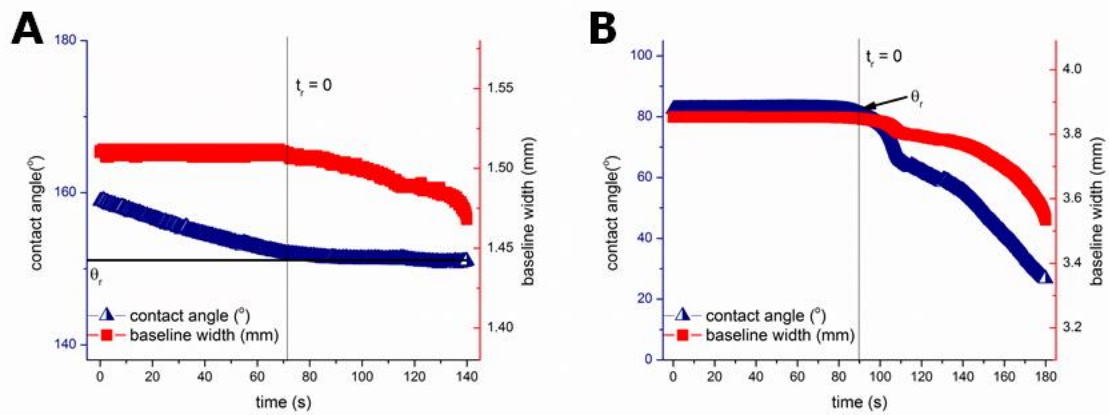 A
180
160
140
contact angle(°)
t_r = 0
θ_r
contact angle (°)
baseline width (mm)
0 20 40 60 80 100 120 140
time (s)
1.55
1.50
1.45
1.40
baseline width (mm)
B
100
80
60
40
20
0
contact angle(°)
t_r = 0
θ_r
contact angle (°)
baseline width (mm)
0 20 40 60 80 100 120 140 160 180
time (s)
4.0
3.8
3.6
3.4
3.2
baseline width (mm)